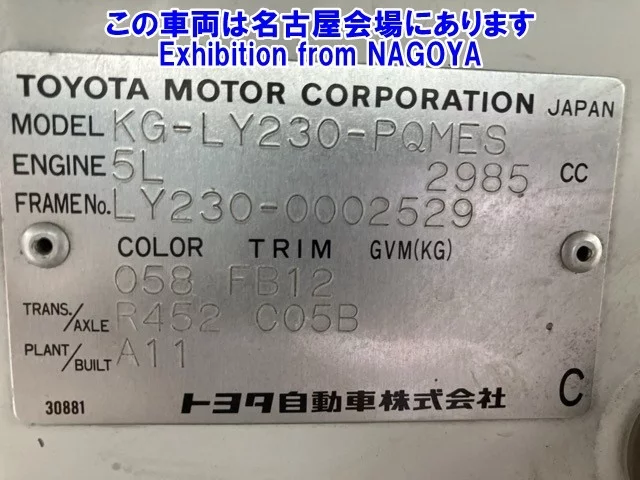 この車両は名古屋会場にあります
Exhibition from NAGOYA
TOYOTA MOTOR CORPORATION JAPAN
MODEL KG-LY230-PQMES
ENGINE 5L 2985 CC
FRAME No. LY230-0002529
COLOR TRIM GVM(KG)
058 FB12
TRANS./AXLE R452 C05B
PLANT/BUILT A11
30881 トヨタ自動車株式会社 C